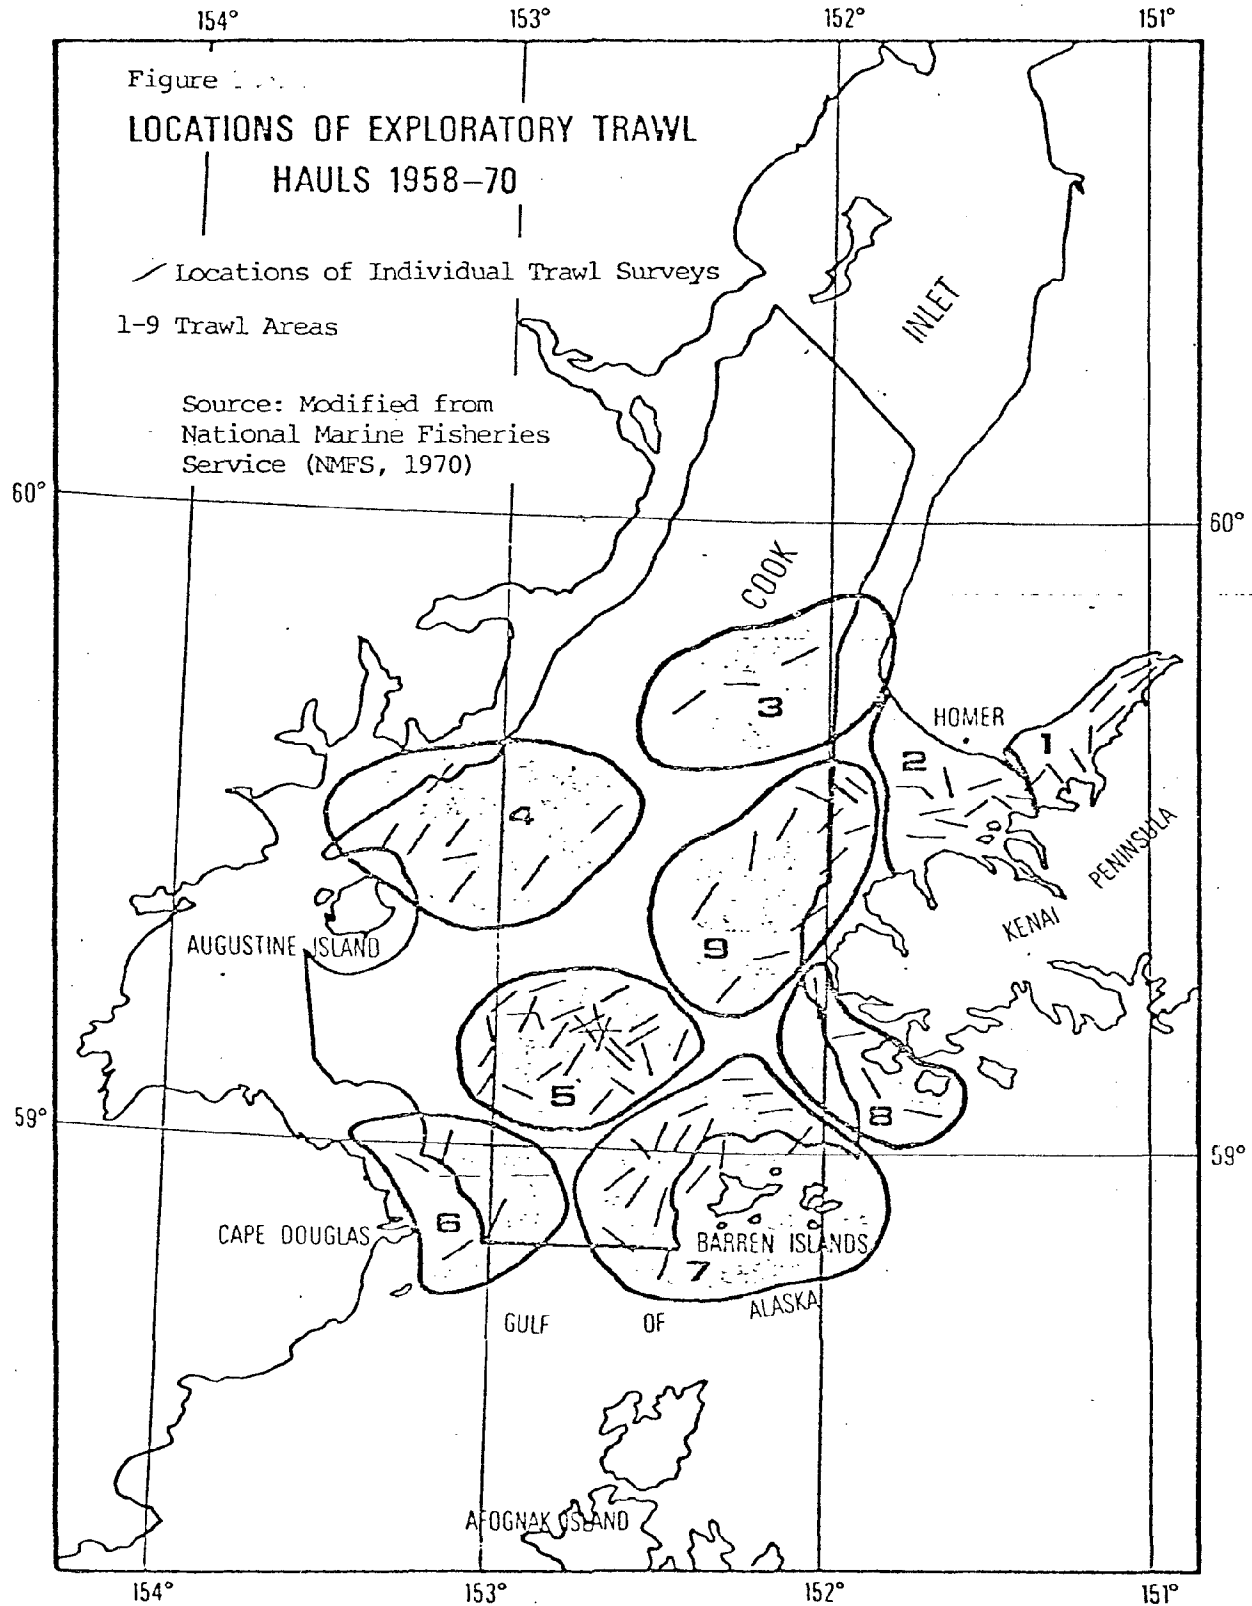 154° 153° 152° 151°
Figure
LOCATIONS OF EXPLORATORY TRAWL
HAULS 1958-70
Locations of Individual Trawl Surveys
1-9 Trawl Areas
Source: Modified from
National Marine Fisheries
Service (NMFS, 1970)
INLET
60° 60°
COOK
3
HOMER
1
2
4
PENINSULA
KENAI
9
AUGUSTINE ISLAND
5
8
59° 59°
6
CAPE DOUGLAS
BARREN ISLANDS
7
GULF OF ALASKA
AFOGNAK ISLAND
154° 153° 152° 151°